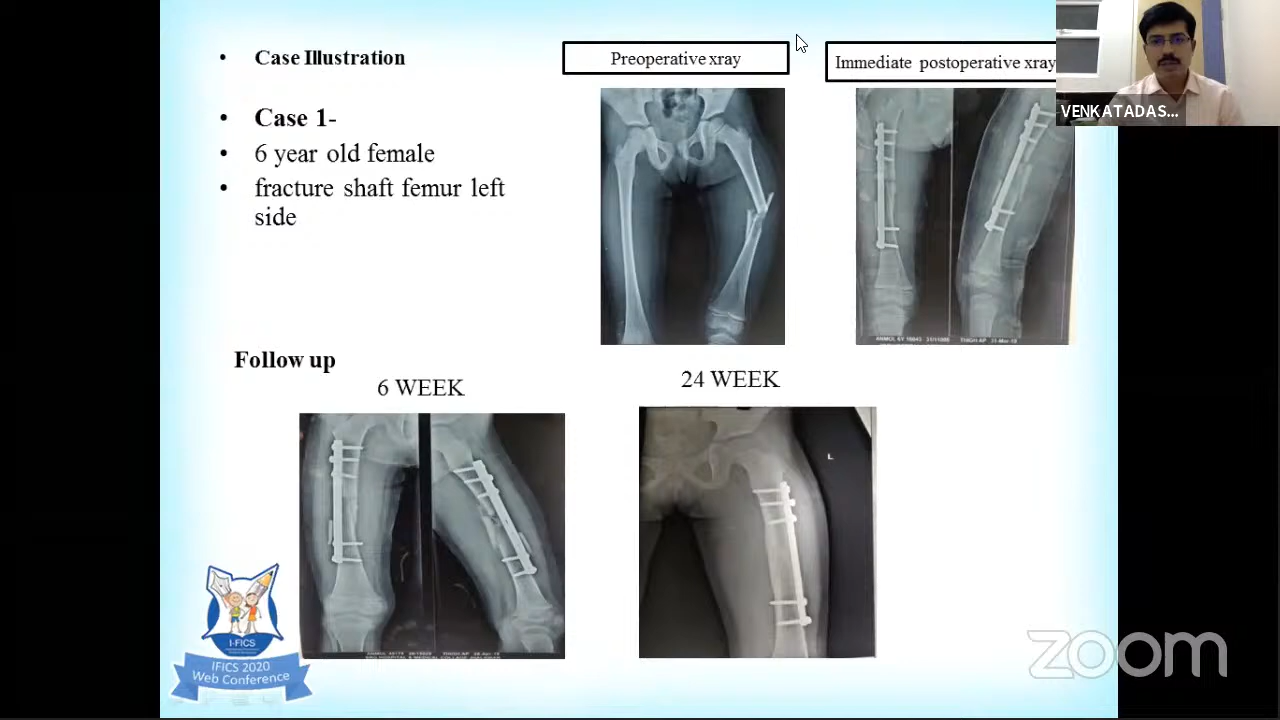 Case Illustration
Preoperative xray
Immediate postoperative xray
VENKATADAS...
Case 1-
6 year old female
fracture shaft femur left
side
Follow up
6 WEEK
24 WEEK
L
I-FICS
IFICS 2020
Web Conference
zoom